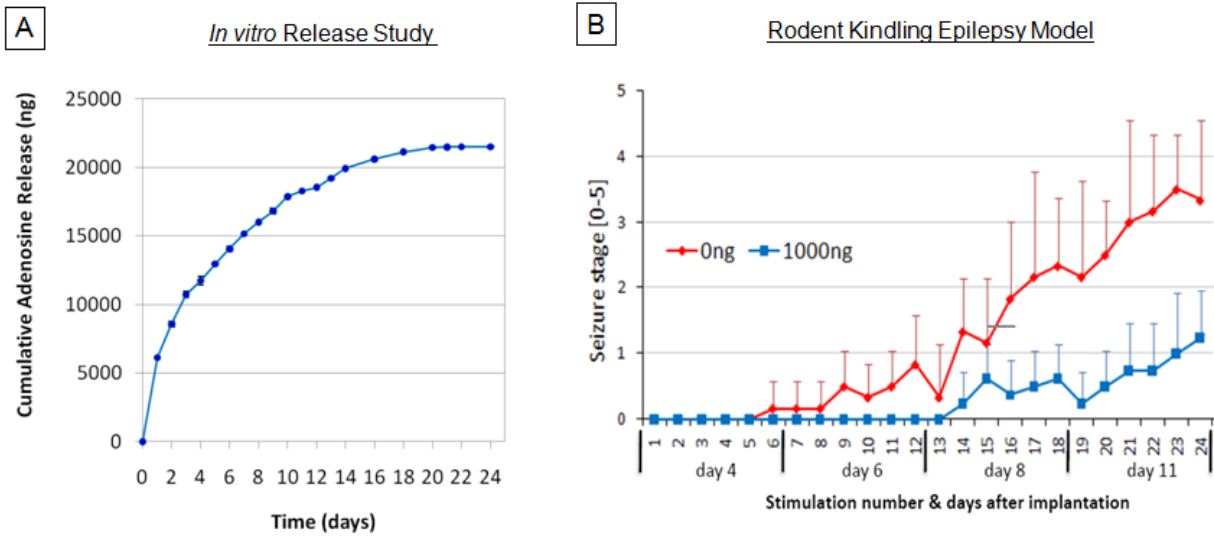 A
In vitro Release Study
Cumulative Adenosine Release (ng)
25000
20000
15000
10000
5000
0
0 2 4 6 8 10 12 14 16 18 20 22 24
Time (days)
B
Rodent Kindling Epilepsy Model
Seizure stage [0-5]
5
4
3
2
1
0
0ng 1000ng
1 2 3 4 5 6 7 8 9 10 11 12 13 14 15 16 17 18 19 20 21 22 23 24
day 4 day 6 day 8 day 11
Stimulation number & days after implantation